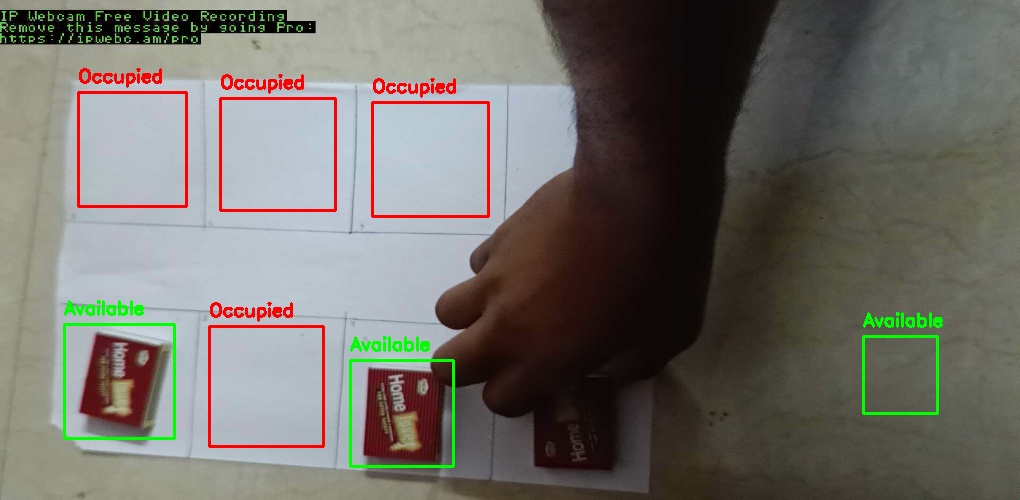 IP Webcam Free Video Recording
Remove this message by going Pro:
https://ipwebc.am/pro
Occupied
Occupied
Occupied
Available
Occupied
Available
Available
Home
Home
Home